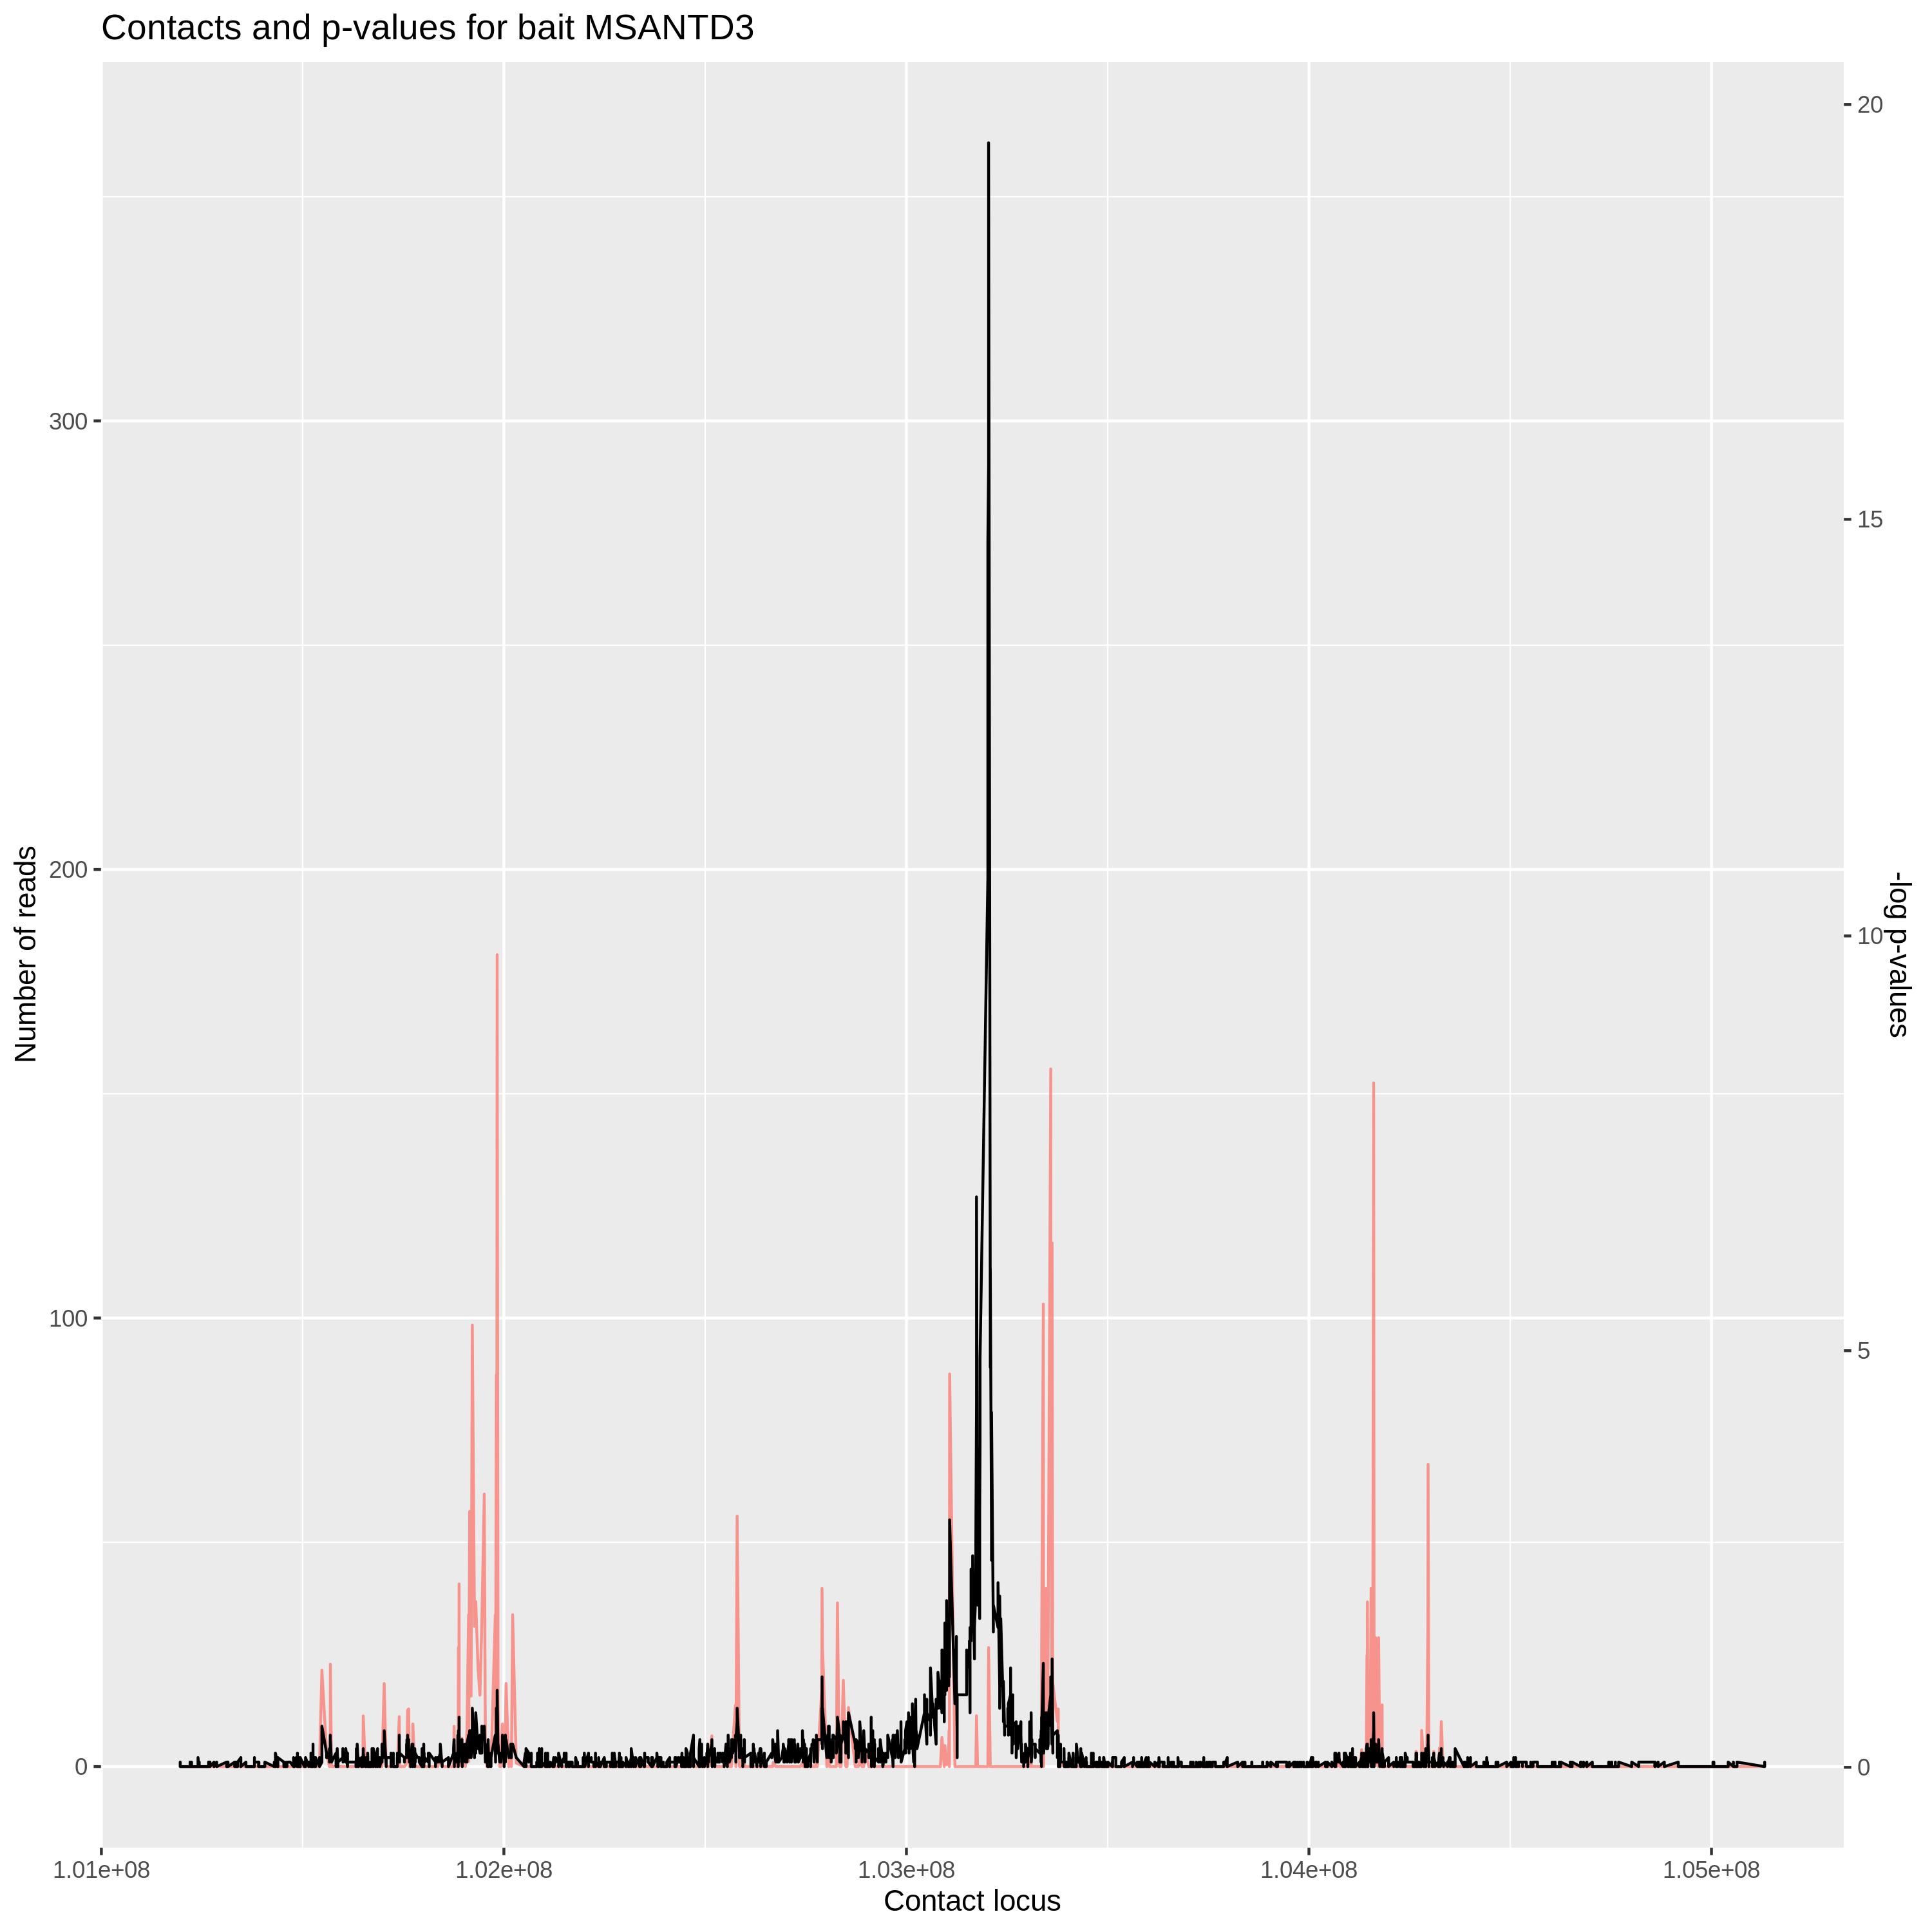 Contacts and p-values for bait MSANTD3
20
15
10
5
0
-log p-values
300
200
100
0
Number of reads
1.01e+08
1.02e+08
1.03e+08
1.04e+08
1.05e+08
Contact locus